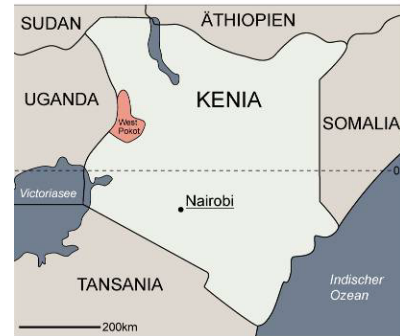 SUDAN
ÄTHIOPIEN
UGANDA
KENIA
West
Pokot
SOMALIA
0
Victoriasee
Nairobi
TANSANIA
Indischer
Ozean
200km